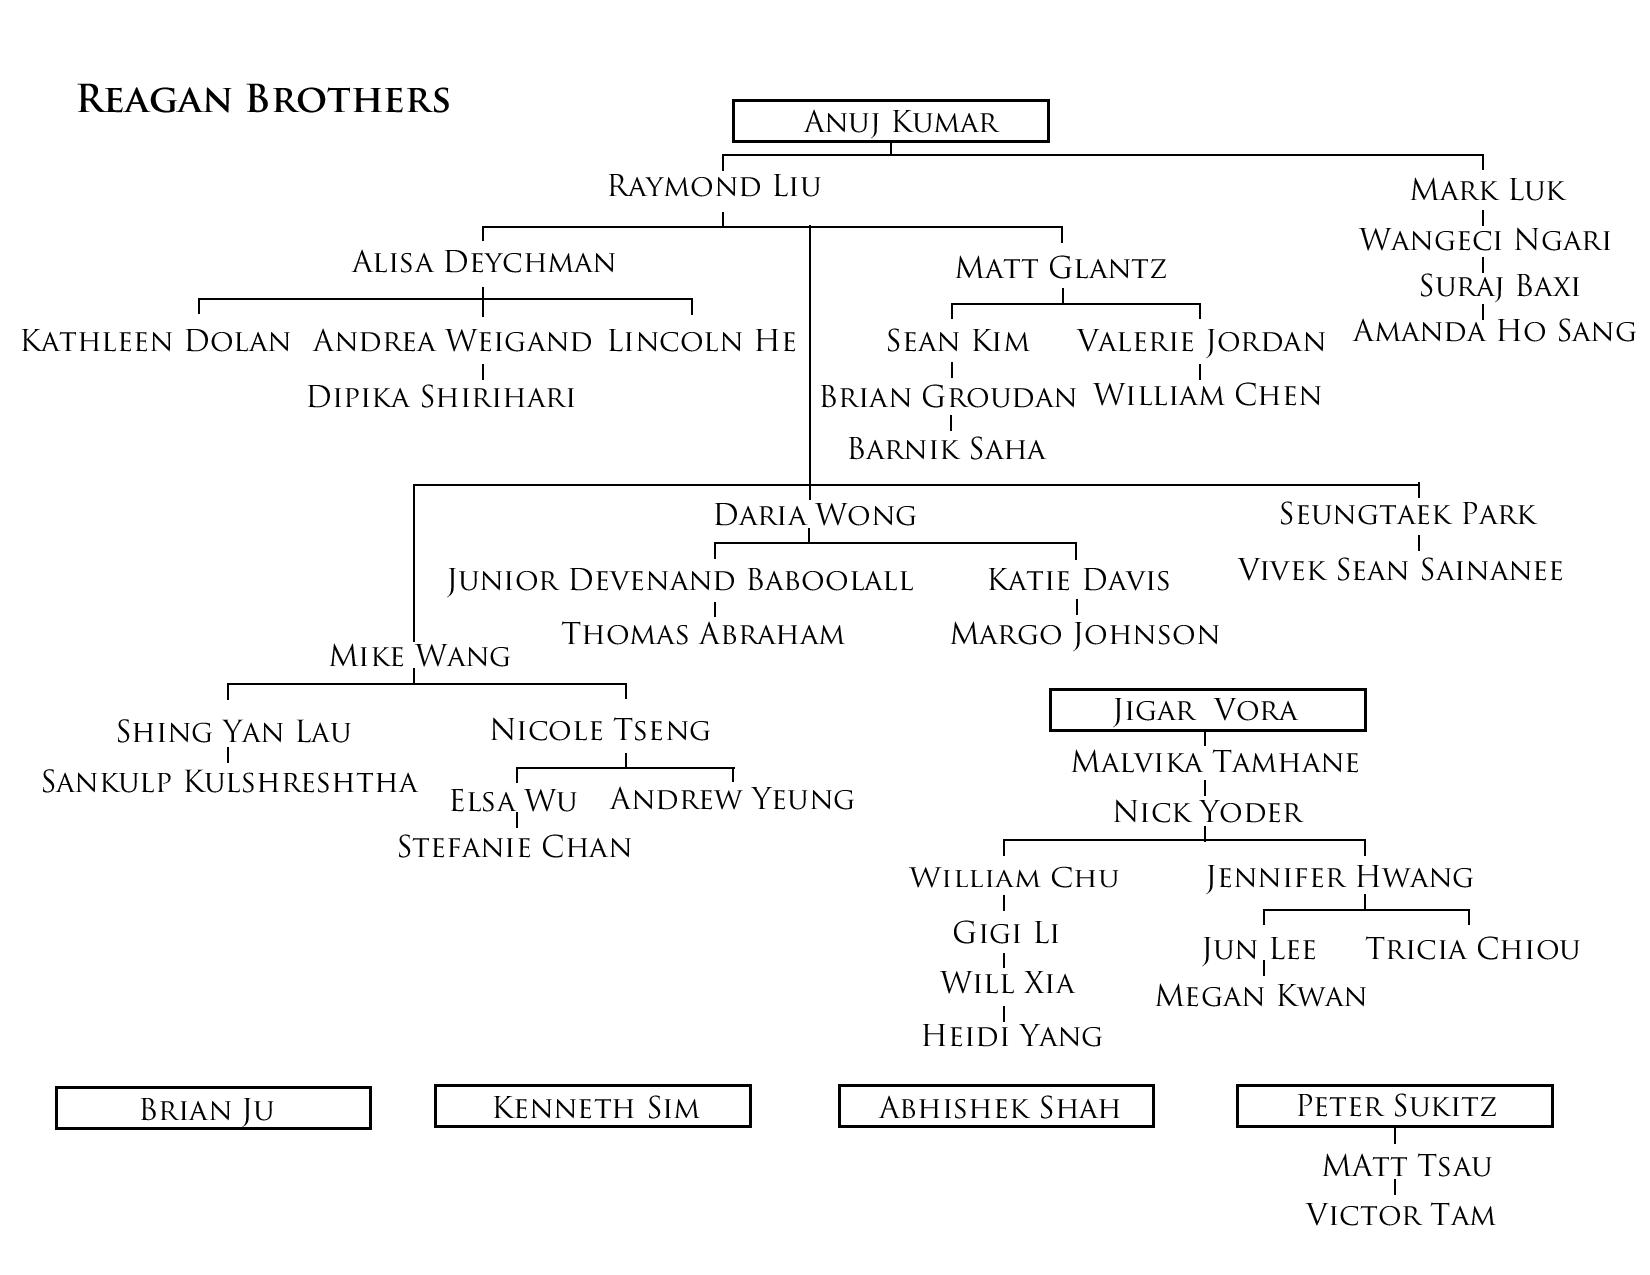 Reagan Brothers
Anuj Kumar
Raymond Liu
Mark Luk
Wangeci Ngari
Alisa Deychman
Matt Glantz
Suraj Baxi
Kathleen Dolan
Andrea Weigand
Lincoln He
Sean Kim
Valerie Jordan
Amanda Ho Sang
Dipika Shirihari
Brian Groudan
William Chen
Barnik Saha
Daria Wong
Seungtaek Park
Junior Devenand Baboolall
Katie Davis
Vivek Sean Sainanee
Thomas Abraham
Margo Johnson
Mike Wang
Jigar Vora
Shing Yan Lau
Nicole Tseng
Malvika Tamhane
Sankulp Kulshreshtha
Elsa Wu
Andrew Yeung
Nick Yoder
Stefanie Chan
William Chu
Jennifer Hwang
Gigi Li
Jun Lee
Tricia Chiou
Will Xia
Megan Kwan
Heidi Yang
Brian Ju
Kenneth Sim
Abhishek Shah
Peter Sukitz
MAtt Tsau
Victor Tam